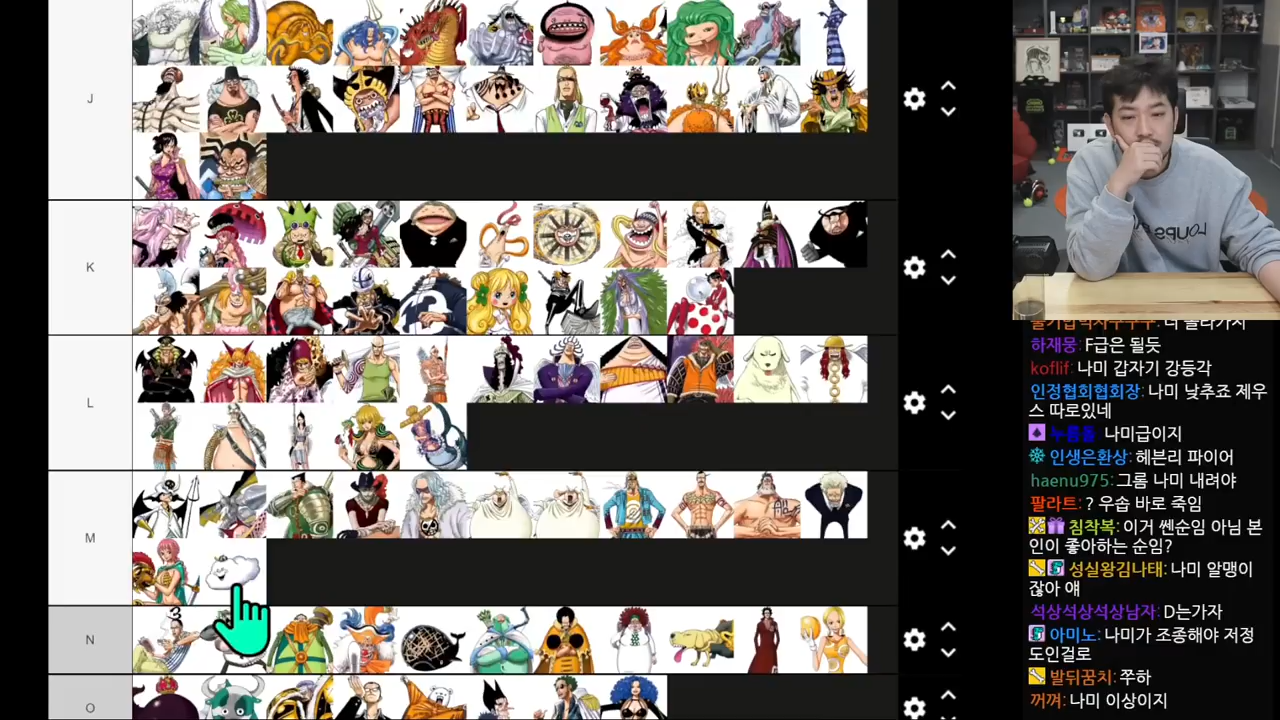 J
K
L
M
N
O
하재뭉: F급은 될듯
koflif: 나미 갑자기 강등각
인정협회협회장: 나미 낮추죠 제우
스 따로있네
누름돌 나미급이지
인생은환상: 헤븐리 파이어
haenu975: 그롬 나미 내려야
팔라트: ? 우솝 바로 죽임
침착복: 이거 쎈순임 아님 본
인이 좋아하는 순임?
성실왕김나태: 나미 알맹이
잖아 얘
석상석상석상남자: D는가자
아미노: 나미가 조종해야 저정
도인걸로
발뒤꿈치: 쭈하
꺼꺼: 나미 이상이지